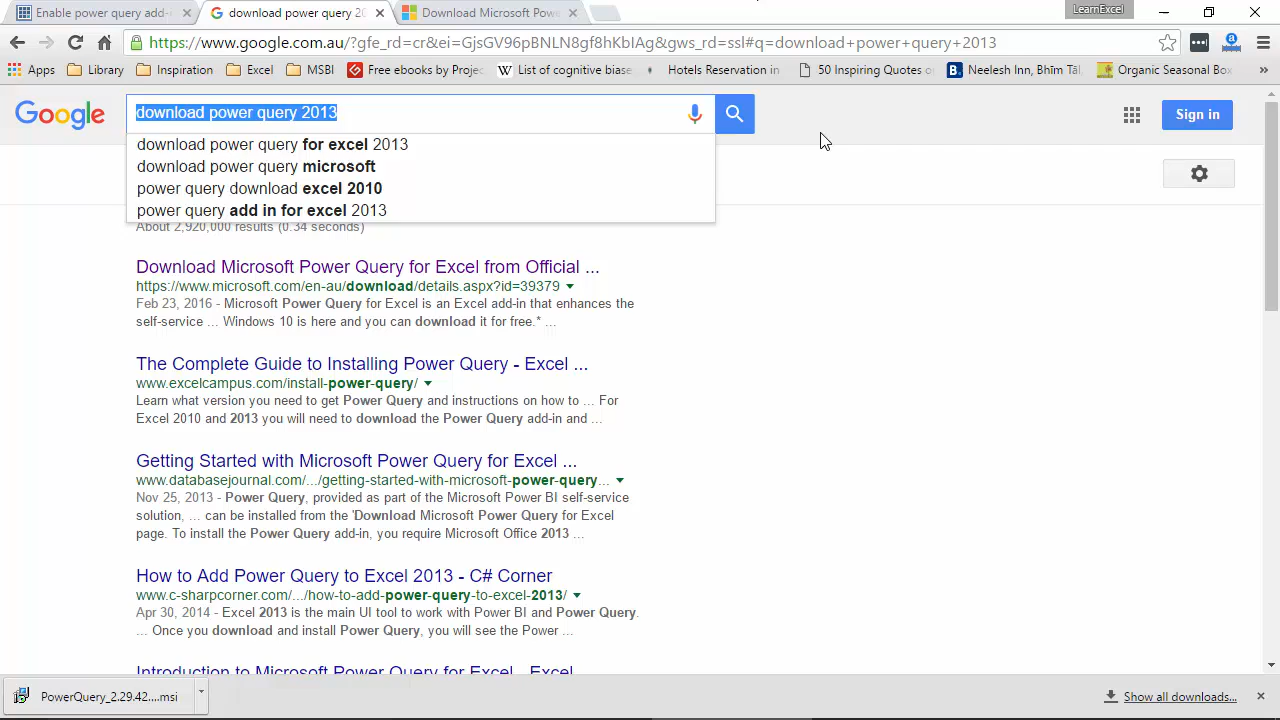 LearnExcel
Enable power query add-
download power query 20
Download Microsoft Powe
https://www.google.com.au/?gfe_rd=cr&ei=GjsGV96pBNLN8gf8hKbIAg&gws_rd=ssl#q=download+power+query+2013
Apps Library Inspiration Excel MSBI Free ebooks by Projec W List of cognitive biase Hotels Reservation in 50 Inspiring Quotes o B. Neelesh Inn, Bhīm Tāl, Organic Seasonal Box »
Google
download power query 2013
Sign in
download power query for excel 2013
download power query microsoft
power query download excel 2010
power query add in for excel 2013
About 2,920,000 results (0.34 seconds)
Download Microsoft Power Query for Excel from Official ...
https://www.microsoft.com/en-au/download/details.aspx?id=39379
Feb 23, 2016 - Microsoft Power Query for Excel is an Excel add-in that enhances the
self-service ... Windows 10 is here and you can download it for free.* ...
The Complete Guide to Installing Power Query - Excel ...
www.excelcampus.com/install-power-query/
Learn what version you need to get Power Query and instructions on how to ... For
Excel 2010 and 2013 you will need to download the Power Query add-in and ...
Getting Started with Microsoft Power Query for Excel ...
www.databasejournal.com/.../getting-started-with-microsoft-power-query...
Nov 25, 2013 - Power Query, provided as part of the Microsoft Power BI self-service
solution, ... can be installed from the 'Download Microsoft Power Query for Excel
page. To install the Power Query add-in, you require Microsoft Office 2013 ...
How to Add Power Query to Excel 2013 - C# Corner
www.c-sharpcorner.com/.../how-to-add-power-query-to-excel-2013/
Apr 30, 2014 - Excel 2013 is the main UI tool to work with Power BI and Power Query.
... Once you download and install Power Query, you will see the Power ...
Introduction to Microsoft Power Query for Excel - Excel
PowerQuery_2.29.42....msi
Show all downloads...